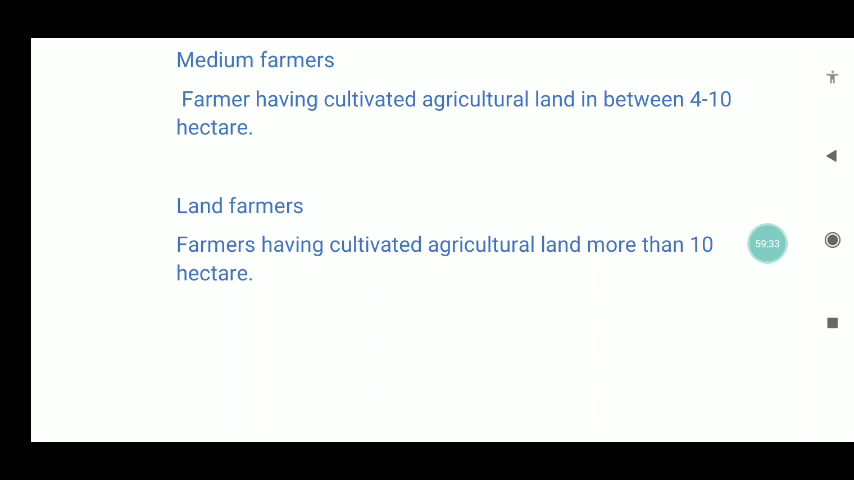 Medium farmers
Farmer having cultivated agricultural land in between 4-10
hectare.
Land farmers
Farmers having cultivated agricultural land more than 10
hectare.
59:33